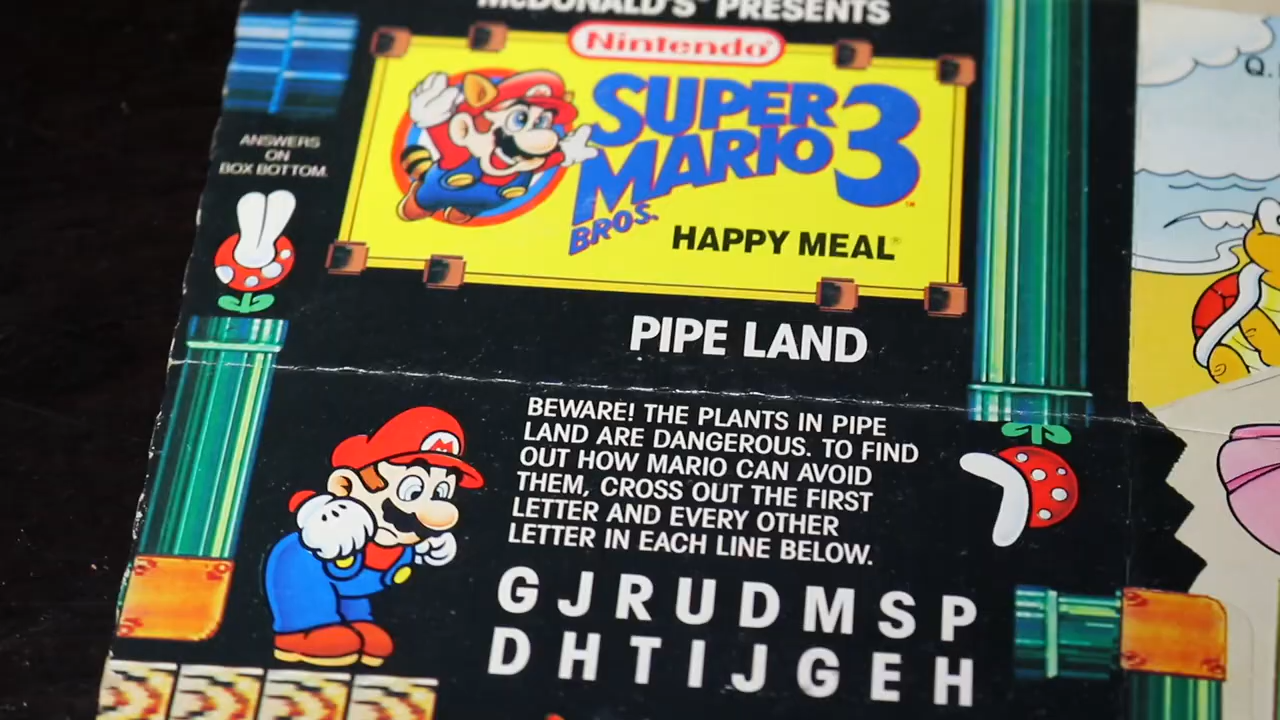 McDONALD'S® PRESENTS
Nintendo®
SUPER
MARIO 3
BROS.
HAPPY MEAL®
ANSWERS
ON
BOX BOTTOM.
PIPE LAND
BEWARE! THE PLANTS IN PIPE
LAND ARE DANGEROUS. TO FIND
OUT HOW MARIO CAN AVOID
THEM, CROSS OUT THE FIRST
LETTER AND EVERY OTHER
LETTER IN EACH LINE BELOW.
GJRUDMSP
DHTIJGEH
M
Q.